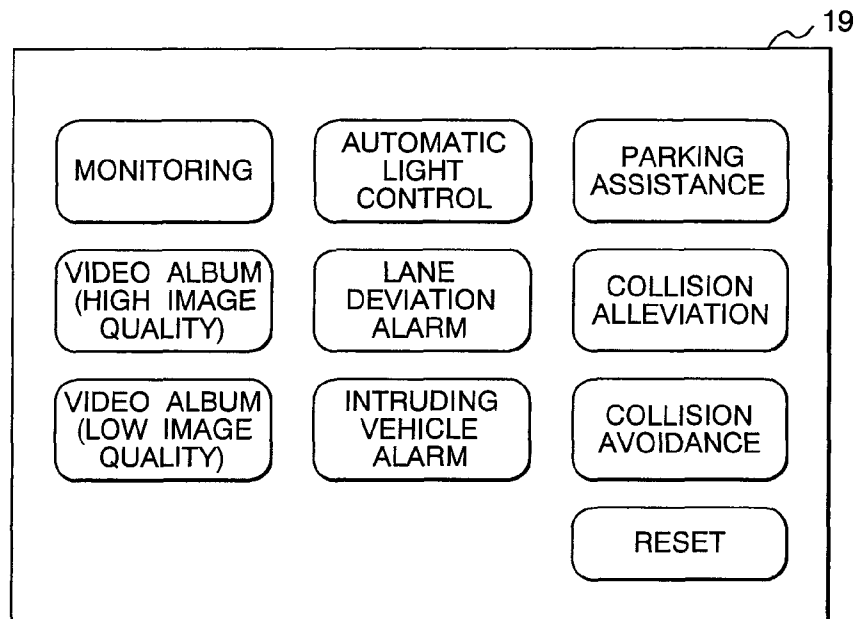 19
MONITORING
AUTOMATIC
LIGHT
CONTROL
PARKING
ASSISTANCE
VIDEO ALBUM
(HIGH IMAGE
QUALITY)
LANE
DEVIATION
ALARM
COLLISION
ALLEVIATION
VIDEO ALBUM
(LOW IMAGE
QUALITY)
INTRUDING
VEHICLE
ALARM
COLLISION
AVOIDANCE
RESET